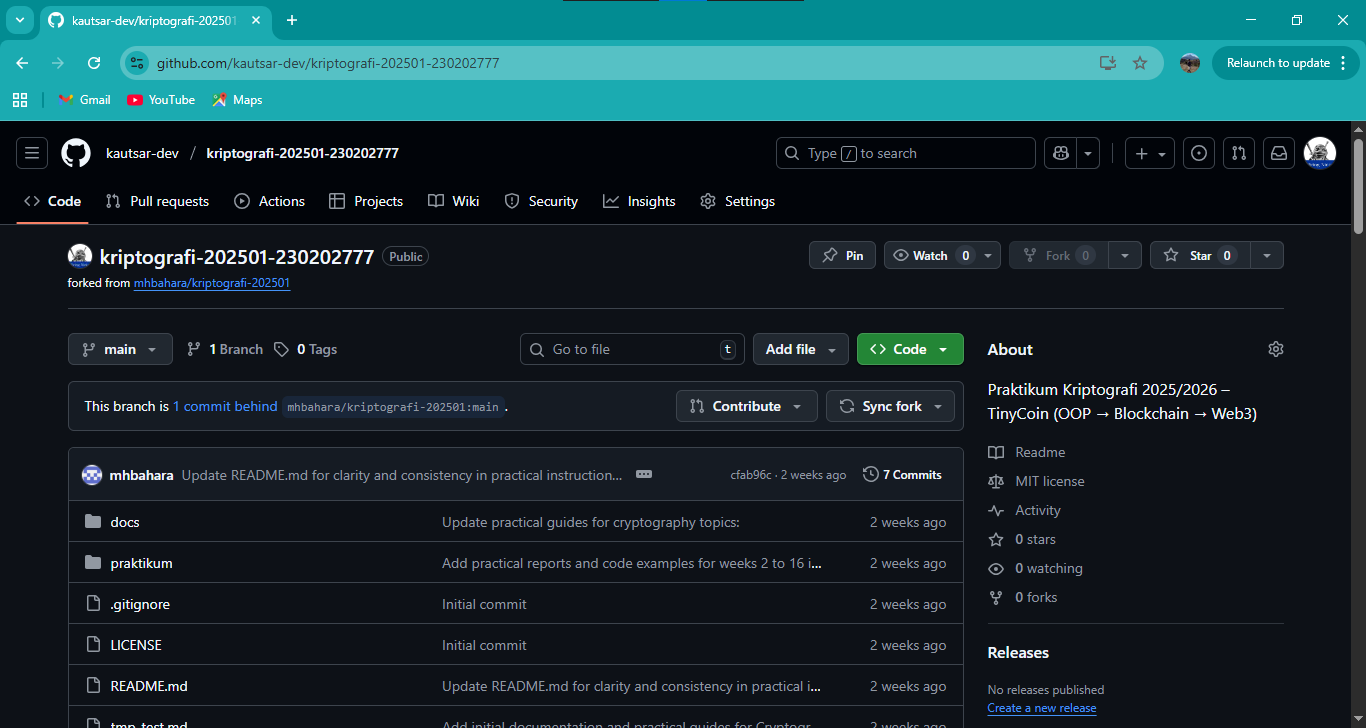 kautsar-dev/kriptografi-202501
github.com/kautsar-dev/kriptografi-202501-230202777
Relaunch to update
Gmail YouTube Maps
kautsar-dev / kriptografi-202501-230202777
Type / to search
Code Pull requests Actions Projects Wiki Security Insights Settings
kriptografi-202501-230202777 Public
Pin Watch 0 Fork 0 Star 0
forked from mhbahara/kriptografi-202501
main 1 Branch 0 Tags Go to file t Add file Code
This branch is 1 commit behind mhbahara/kriptografi-202501:main .
Contribute Sync fork
mhbahara Update README.md for clarity and consistency in practical instruction... cfab96c · 2 weeks ago 7 Commits
docs Update practical guides for cryptography topics: 2 weeks ago
praktikum Add practical reports and code examples for weeks 2 to 16 i... 2 weeks ago
.gitignore Initial commit 2 weeks ago
LICENSE Initial commit 2 weeks ago
README.md Update README.md for clarity and consistency in practical i... 2 weeks ago
tmp_test.md Add initial documentation and practical guides for Cryptogr... 2 weeks ago
About
Praktikum Kriptografi 2025/2026 –
TinyCoin (OOP → Blockchain → Web3)
Readme
MIT license
Activity
0 stars
0 watching
0 forks
Releases
No releases published
Create a new release